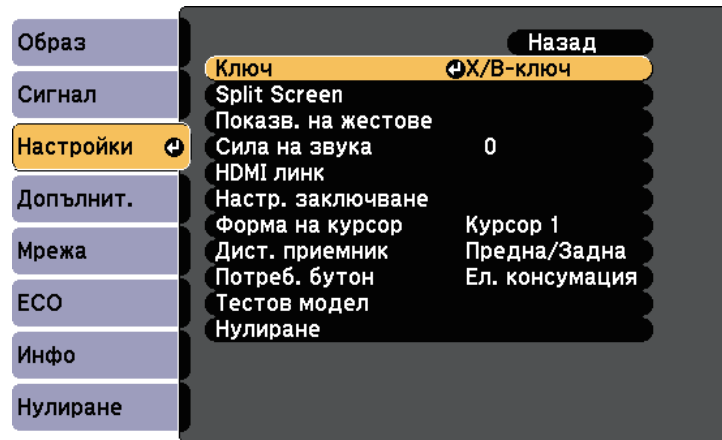 Образ
Сигнал
Настройки
Допълнит.
Мрежа
ECO
Инфо
Нулиране
Назад
Ключ Х/В-ключ
Split Screen
Показв. на жестове
Сила на звука 0
HDMI линк
Настр. заключване
Форма на курсор Курсор 1
Дист. приемник Предна/Задна
Потреб. бутон Ел. консумация
Тестов модел
Нулиране